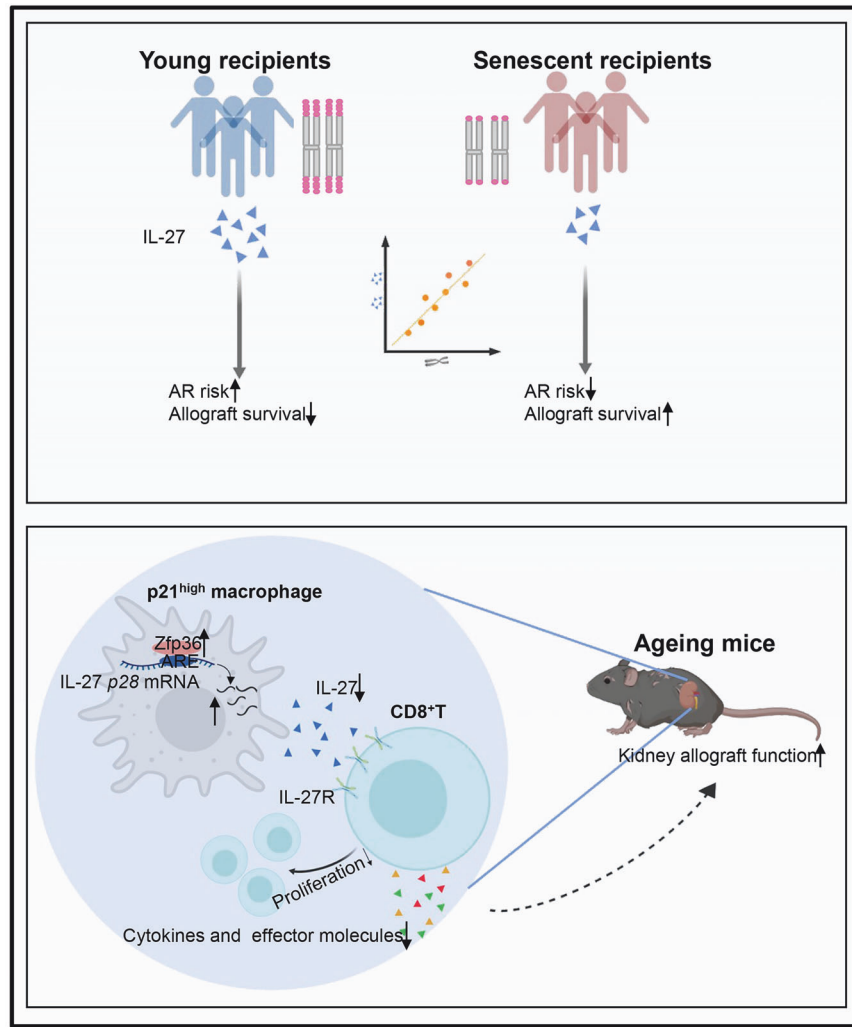 Young recipients
Senescent recipients
IL-27
AR risk↑
Allograft survival↓
AR risk↓
Allograft survival↑
p21ʰⁱᵍʰ macrophage
Zfp36↑
ARE
IL-27 p28 mRNA
↑
IL-27↓
CD8⁺T
IL-27R
Proliferation↓
Cytokines and effector molecules↓
Ageing mice
Kidney allograft function↑